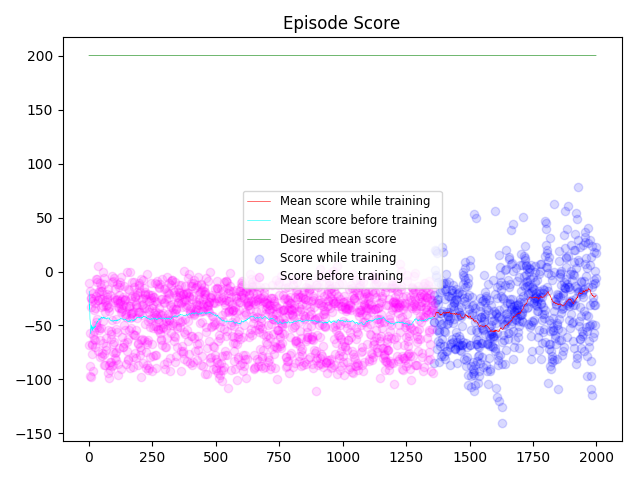 Episode Score
200
150
100
50
0
−50
−100
−150
Mean score while training
Mean score before training
Desired mean score
Score while training
Score before training
0 250 500 750 1000 1250 1500 1750 2000